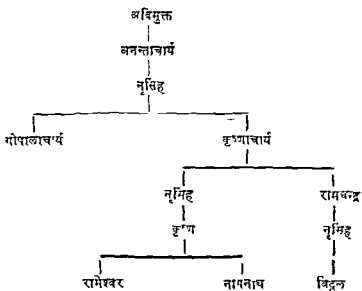 अविमुक्त
अनन्ताचार्य
नृसिंह
गोपालाचार्य कृष्णाचार्य
नृसिंह रामचन्द्र
कृष्ण नृसिंह
रामेश्वर नागनाथ विट्ठल